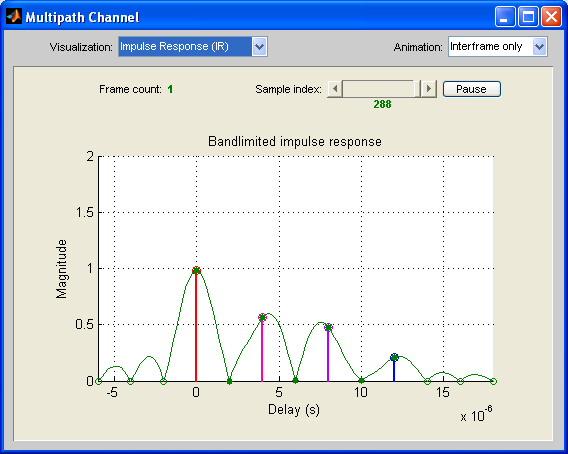 Multipath Channel
Visualization: Impulse Response (IR) Animation: Interframe only
Frame count: 1 Sample index: Pause
288
Bandlimited impulse response
2
1.5
1
0.5
0
Magnitude
-5 0 5 10 15
Delay (s)
x 10^-6